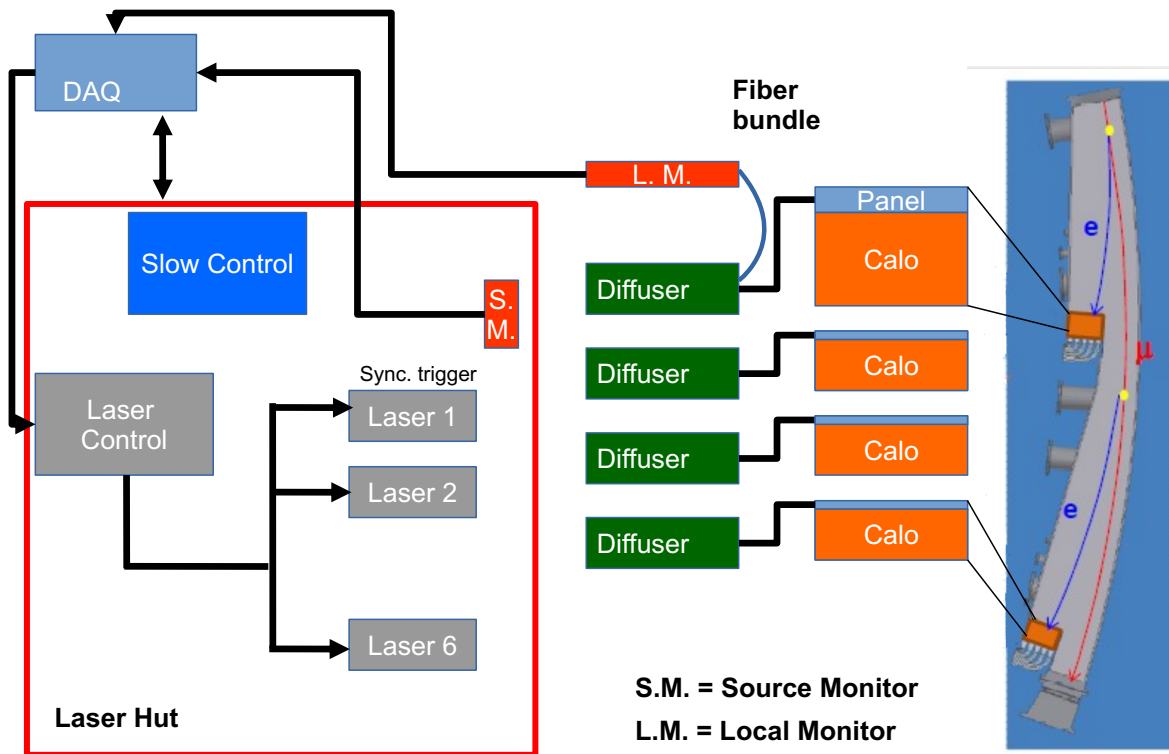 DAQ
Fiber
bundle
L. M.
Panel
Calo
e
Slow Control
Diffuser
S.
M.
μ
Sync. trigger
Laser
Control
Laser 1
Diffuser
Calo
Laser 2
Diffuser
Calo
e
Diffuser
Calo
Laser 6
S.M. = Source Monitor
Laser Hut
L.M. = Local Monitor